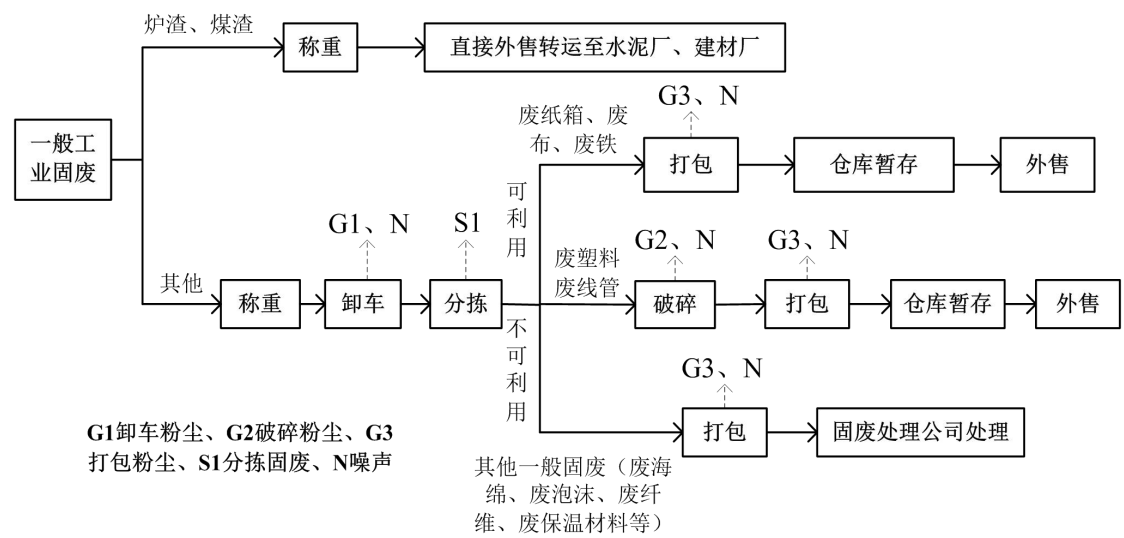 炉渣、煤渣
称重
直接外售转运至水泥厂、建材厂
一般工
业固废
其他
称重
G1、N
卸车
S1
分拣
可利用
废纸箱、废
布、废铁
G3、N
打包
仓库暂存
外售
废塑料
废线管
G2、N
破碎
G3、N
打包
仓库暂存
外售
不可利用
G3、N
打包
固废处理公司处理
其他一般固废（废海
绵、废泡沫、废纤
维、废保温材料等）
G1卸车粉尘、G2破碎粉尘、G3
打包粉尘、S1分拣固废、N噪声